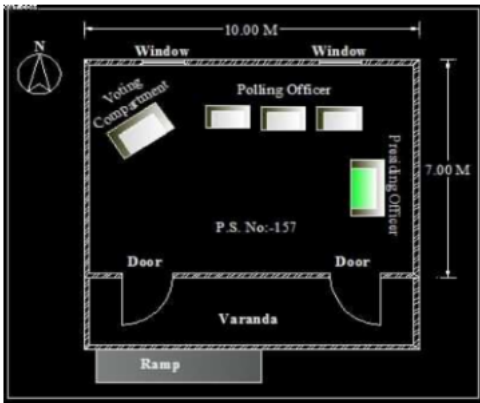 10.00 M
N
Window
Window
Voting
Compartment
Polling Officer
Presiding Officer
7.00 M
P.S. No:-157
Door
Door
Varanda
Ramp